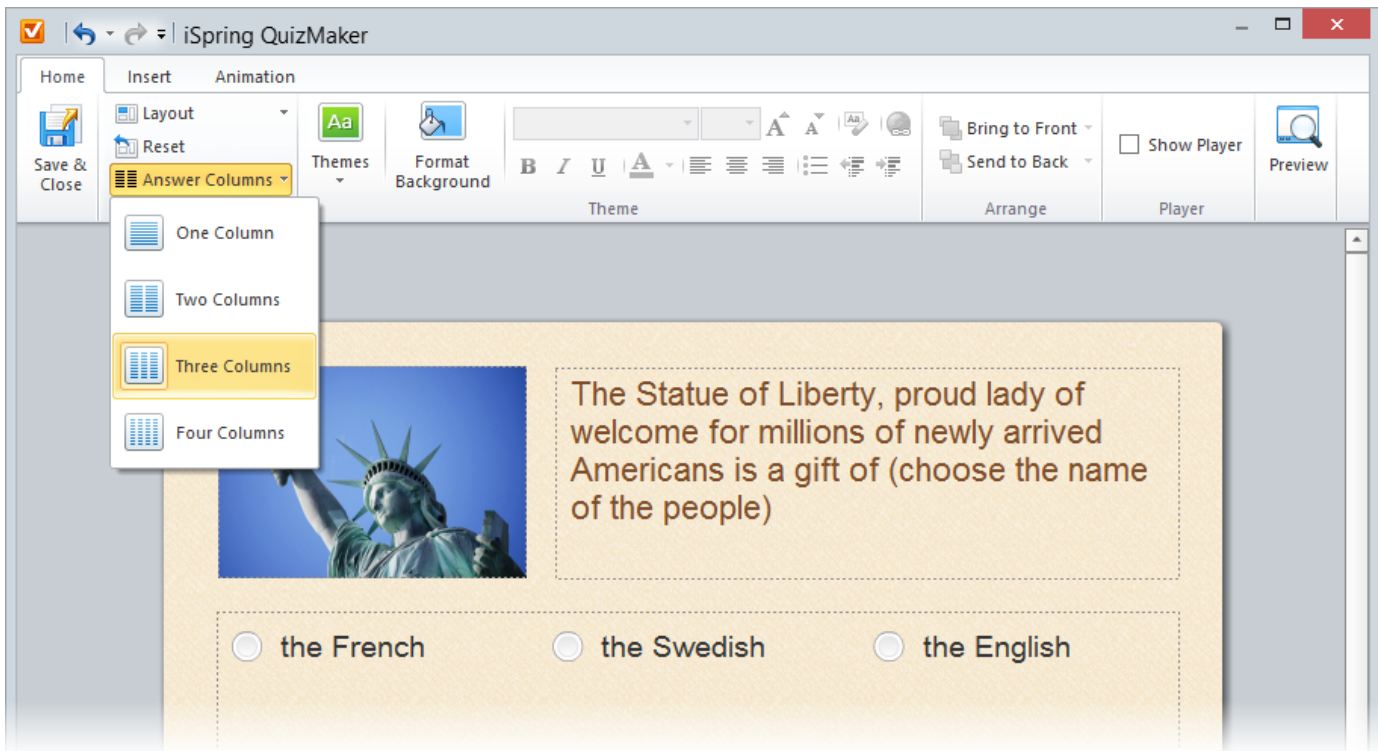 iSpring QuizMaker
Home Insert Animation
Save & Close
Layout
Reset
Answer Columns
Aa
Themes
Format Background
A A Aa
B I U A
Theme
Bring to Front
Send to Back
Arrange
Show Player
Player
Preview
One Column
Two Columns
Three Columns
Four Columns
The Statue of Liberty, proud lady of
welcome for millions of newly arrived
Americans is a gift of (choose the name
of the people)
the French the Swedish the English